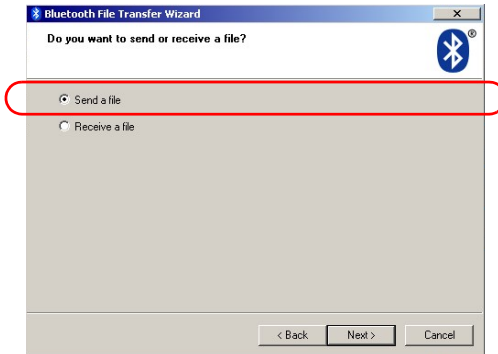 Bluetooth File Transfer Wizard
Do you want to send or receive a file?
®
Send a file
Receive a file
< Back Next > Cancel